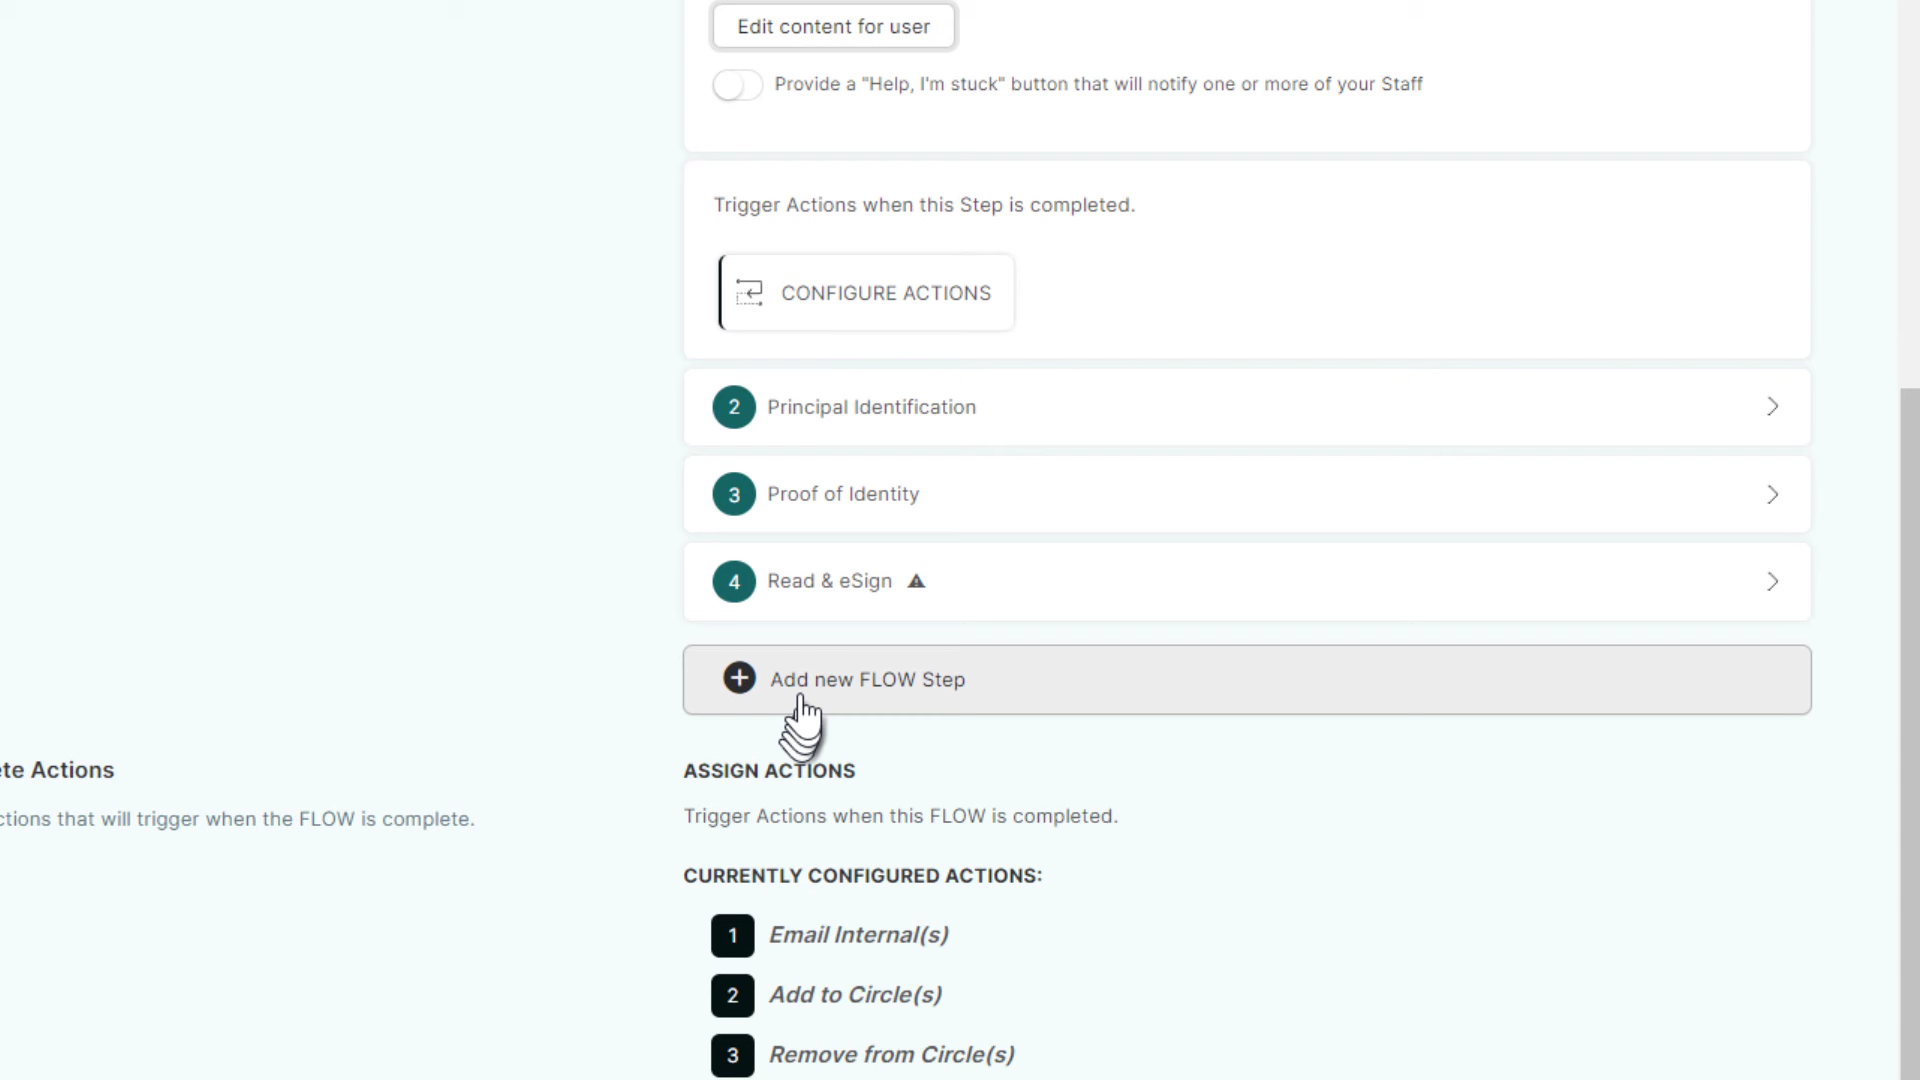 Edit content for user
Provide a "Help, I'm stuck" button that will notify one or more of your Staff
Trigger Actions when this Step is completed.
CONFIGURE ACTIONS
2 Principal Identification
3 Proof of Identity
4 Read & eSign
Add new FLOW Step
te Actions
ctions that will trigger when the FLOW is complete.
ASSIGN ACTIONS
Trigger Actions when this FLOW is completed.
CURRENTLY CONFIGURED ACTIONS:
1 Email Internal(s)
2 Add to Circle(s)
3 Remove from Circle(s)